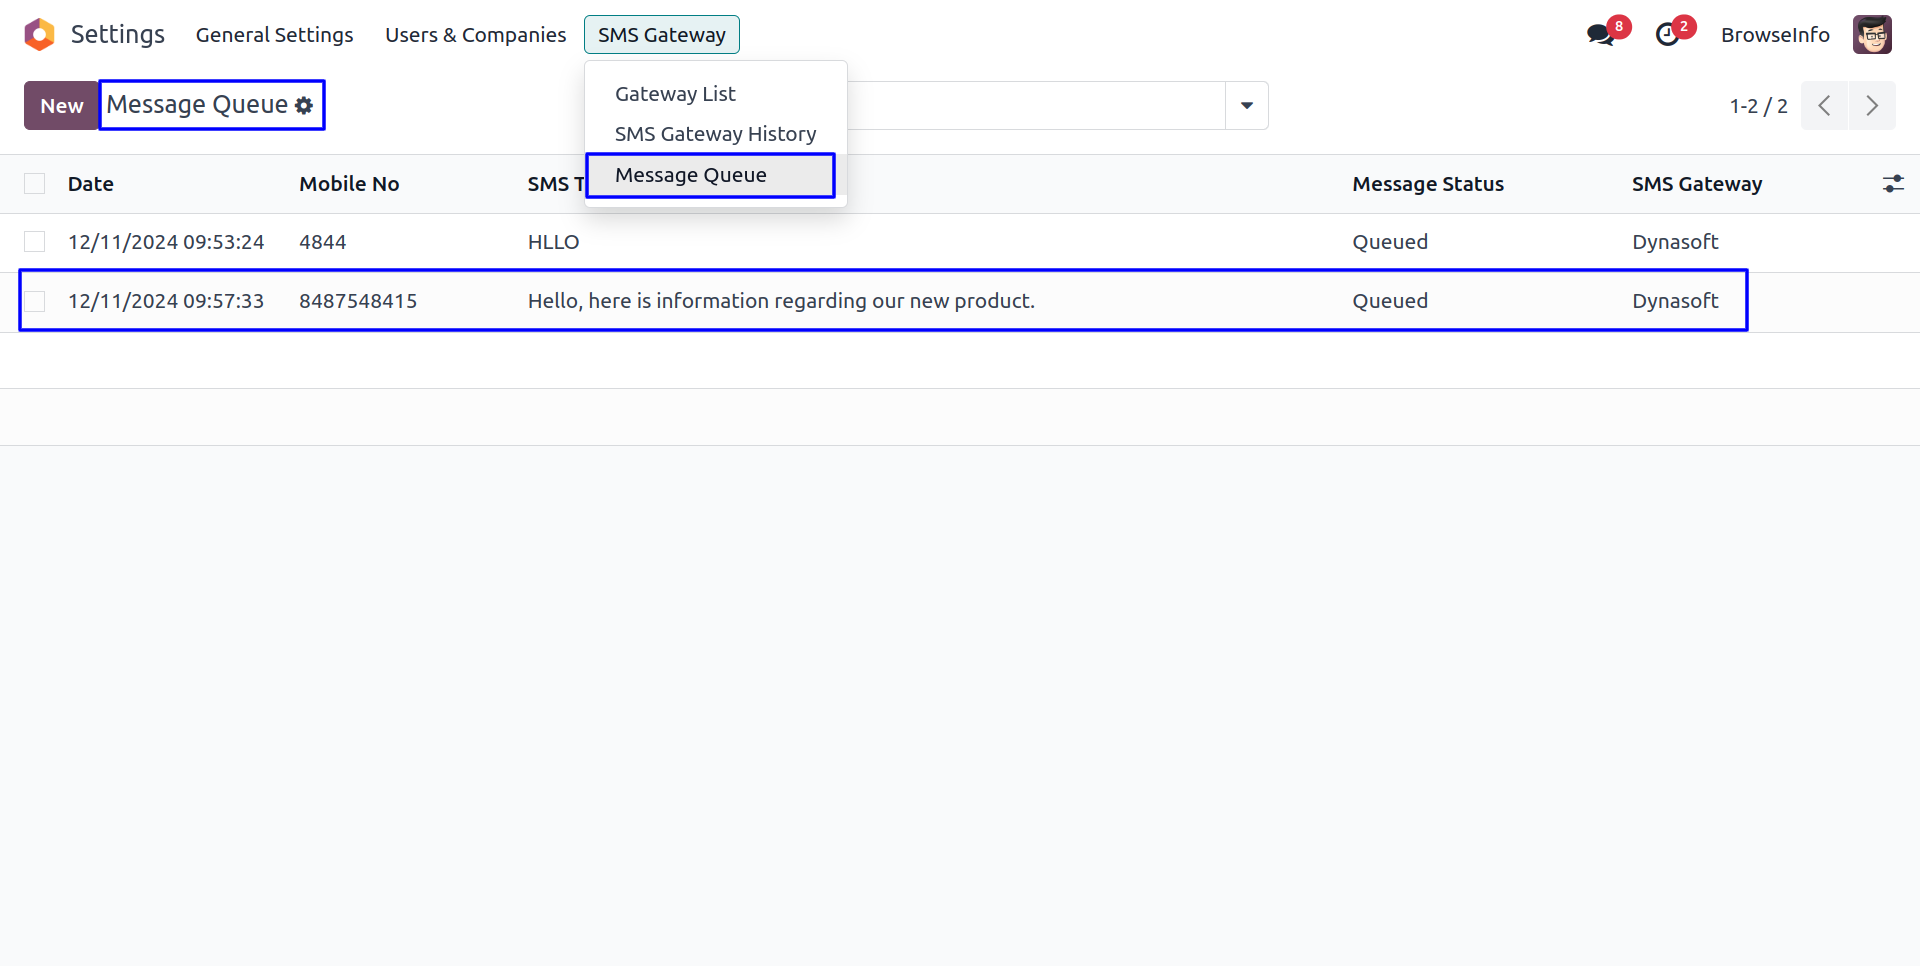 Settings General Settings Users & Companies SMS Gateway 8 2 BrowseInfo
New Message Queue 1-2 / 2
Gateway List
SMS Gateway History
Message Queue
Date Mobile No SMS T Message Status SMS Gateway
12/11/2024 09:53:24 4844 HLLO Queued Dynasoft
12/11/2024 09:57:33 8487548415 Hello, here is information regarding our new product. Queued Dynasoft